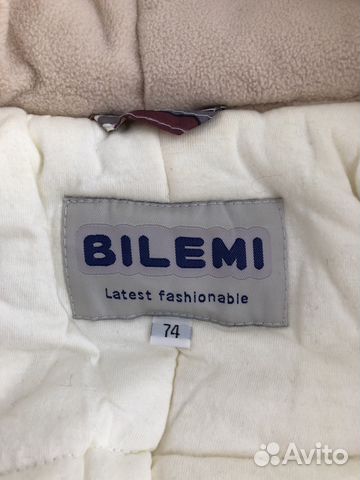 BILEMI
Latest fashionable
74
Avito